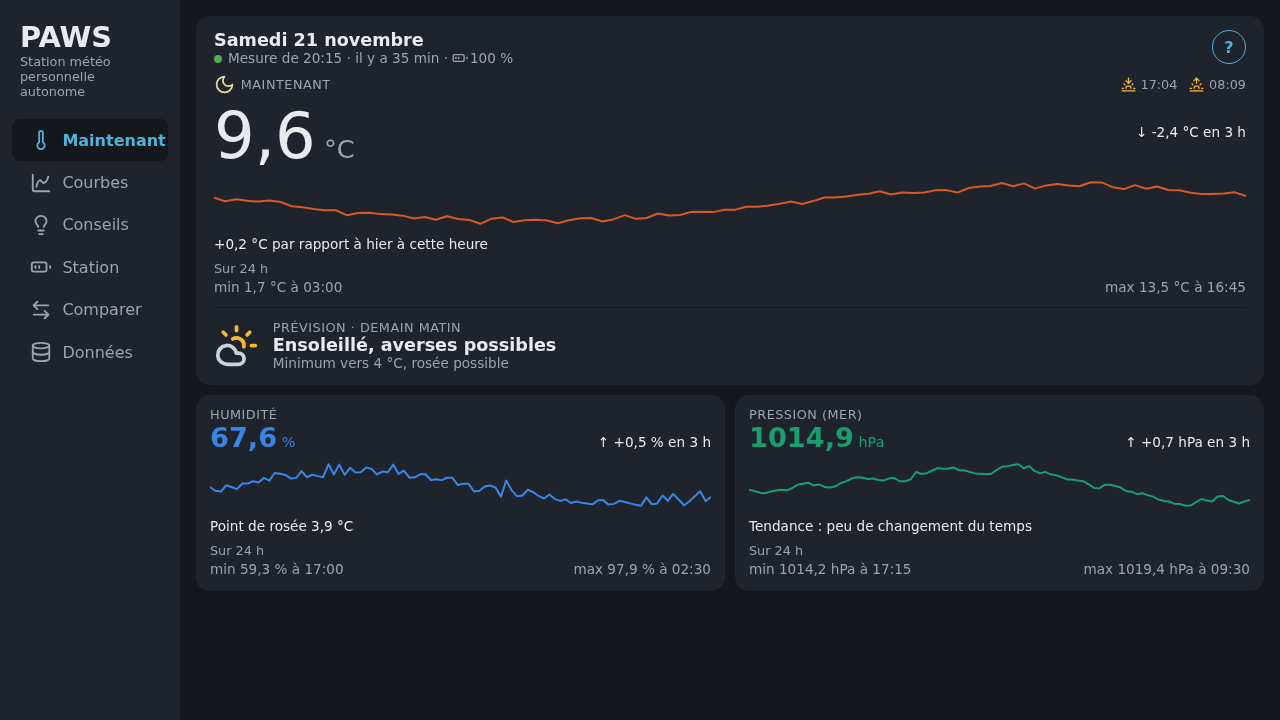 PAWS
Station météo
personnelle
autonome
Maintenant
Courbes
Conseils
Station
Comparer
Données
Samedi 21 novembre
?
Mesure de 20:15 · il y a 35 min · 100 %
MAINTENANT
17:04 08:09
9,6 °C
↓ -2,4 °C en 3 h
+0,2 °C par rapport à hier à cette heure
Sur 24 h
min 1,7 °C à 03:00
max 13,5 °C à 16:45
PRÉVISION · DEMAIN MATIN
Ensoleillé, averses possibles
Minimum vers 4 °C, rosée possible
HUMIDITÉ
67,6 %
↑ +0,5 % en 3 h
Point de rosée 3,9 °C
Sur 24 h
min 59,3 % à 17:00
max 97,9 % à 02:30
PRESSION (MER)
1014,9 hPa
↑ +0,7 hPa en 3 h
Tendance : peu de changement du temps
Sur 24 h
min 1014,2 hPa à 17:15
max 1019,4 hPa à 09:30